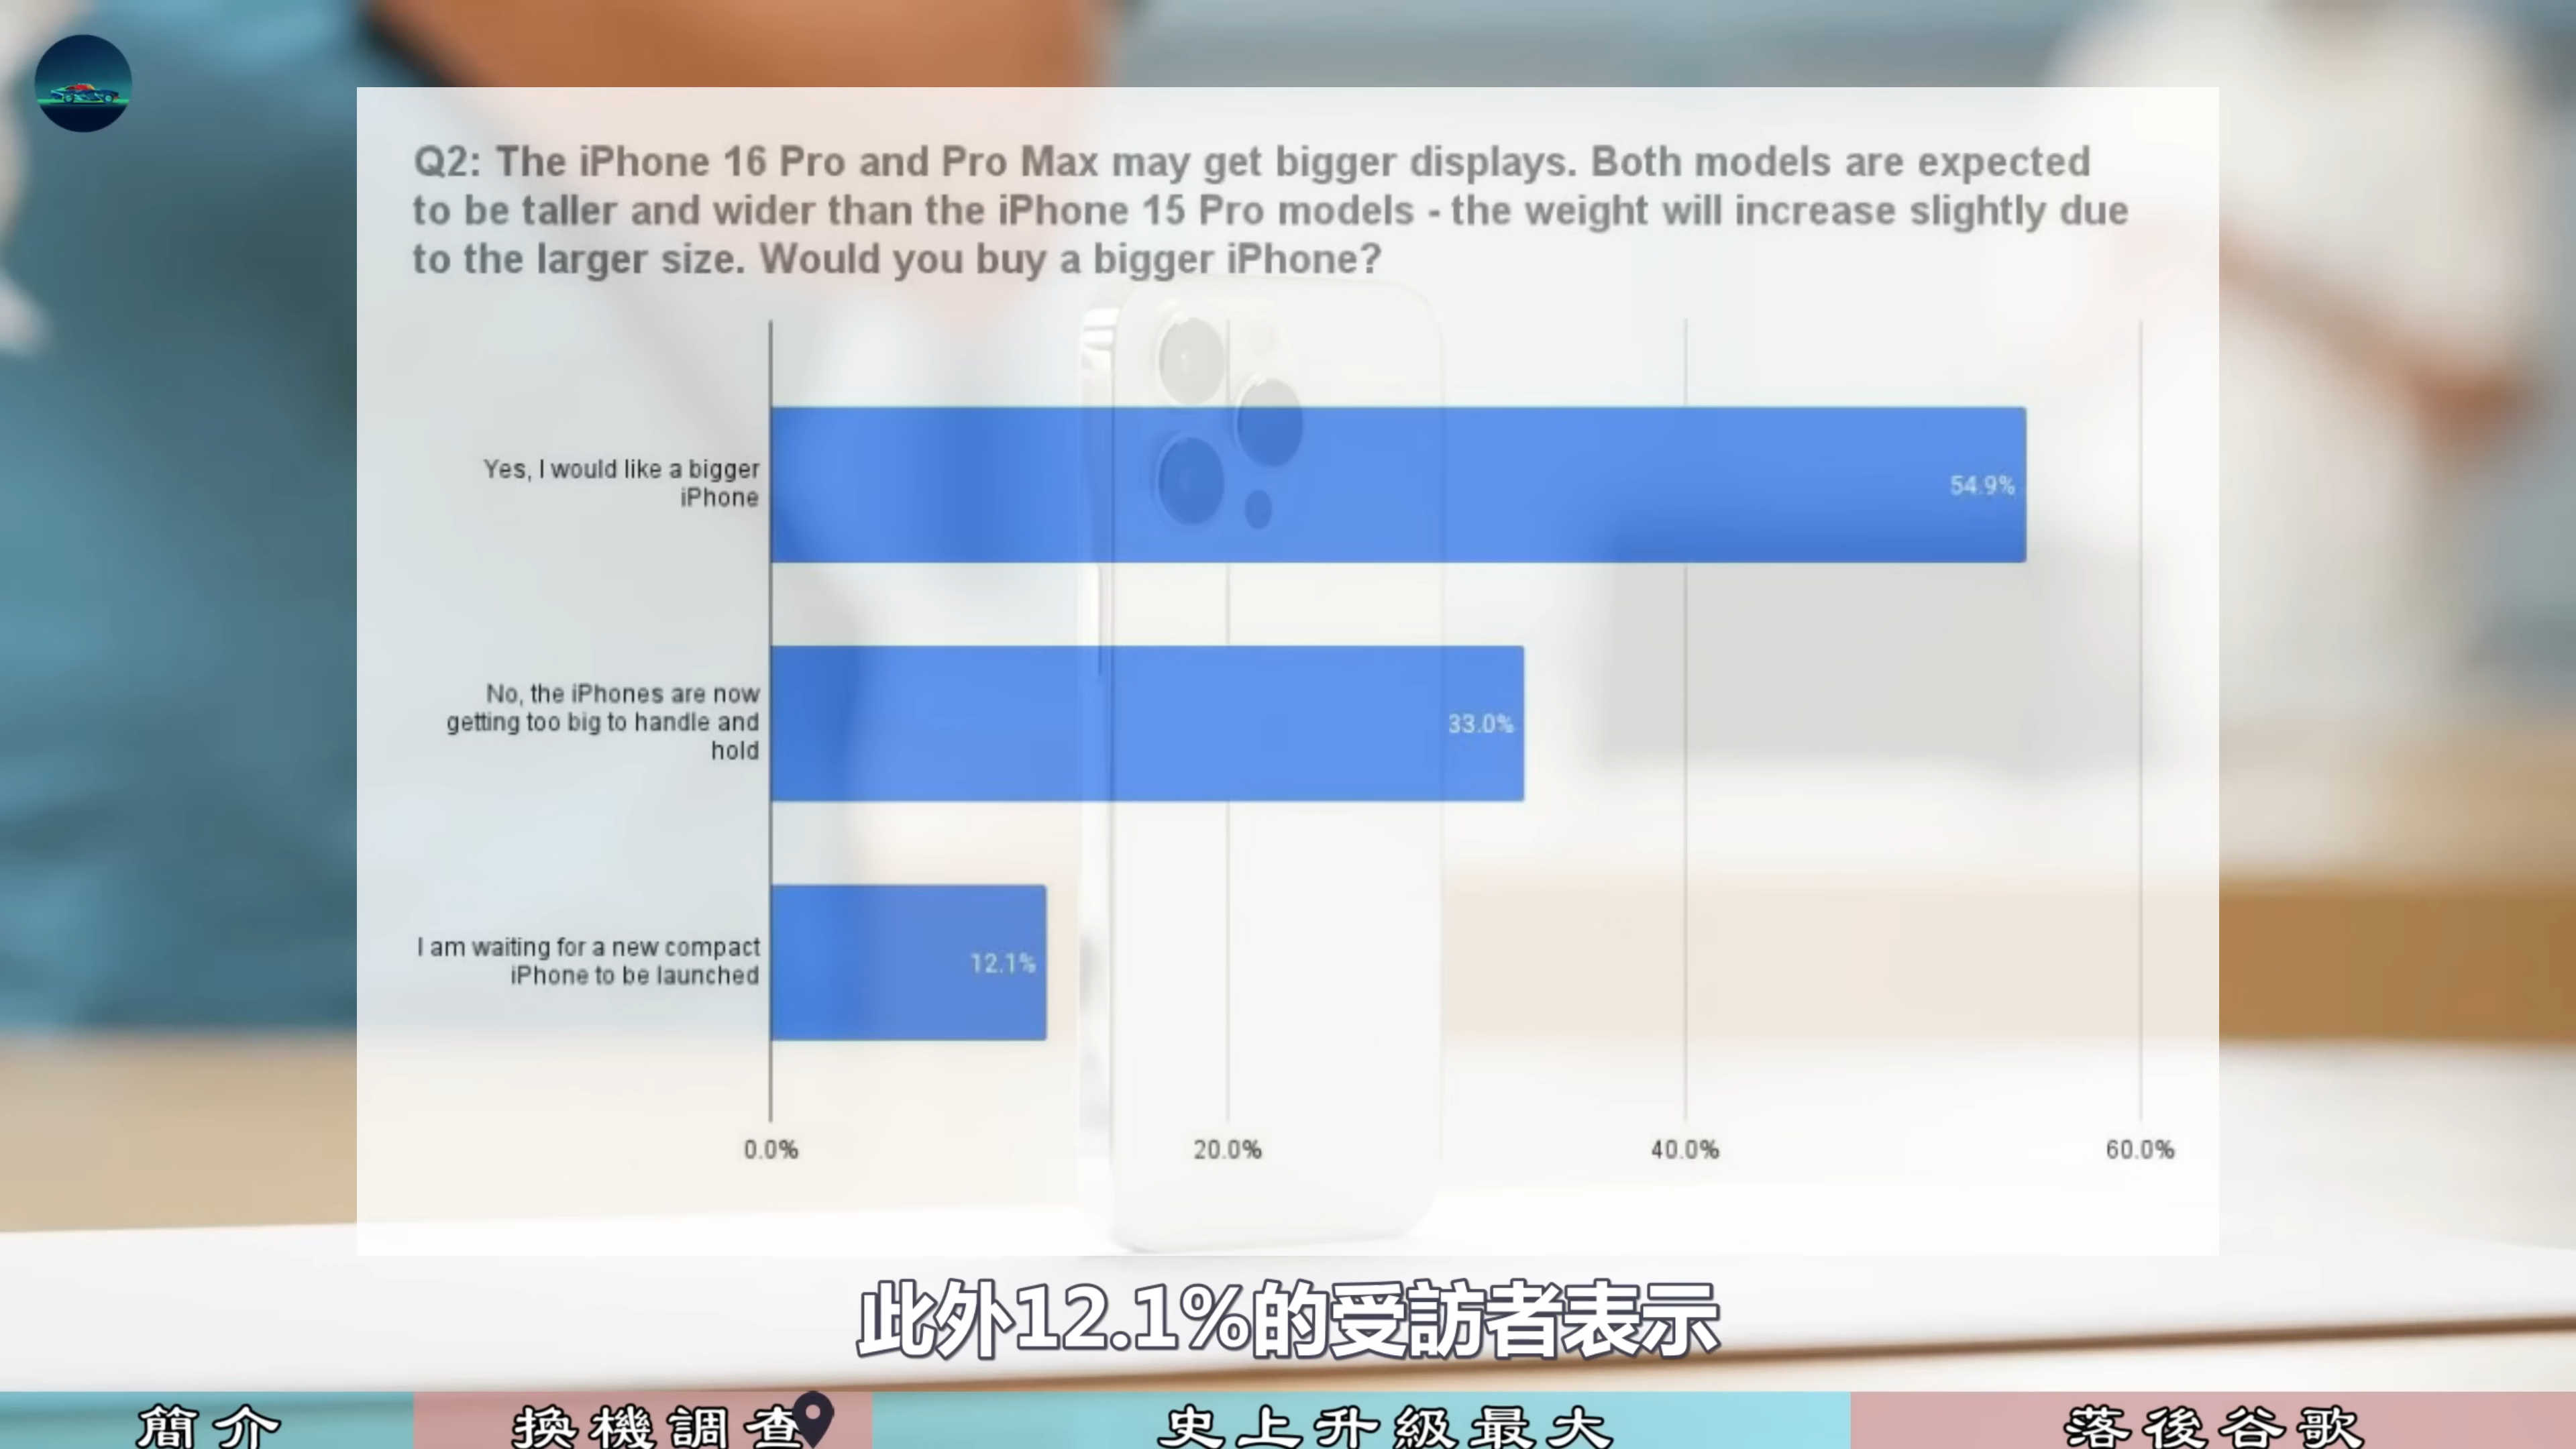 Q2: The iPhone 16 Pro and Pro Max may get bigger displays. Both models are expected
to be taller and wider than the iPhone 15 Pro models - the weight will increase slightly due
to the larger size. Would you buy a bigger iPhone?
Yes, I would like a bigger
iPhone
54.9%
No, the iPhones are now
getting too big to handle and
hold
33.0%
I am waiting for a new compact
iPhone to be launched
12.1%
0.0%
20.0%
40.0%
60.0%
此外12.1%的受訪者表示
簡介
換機調查
史上升級最大
落後谷歌